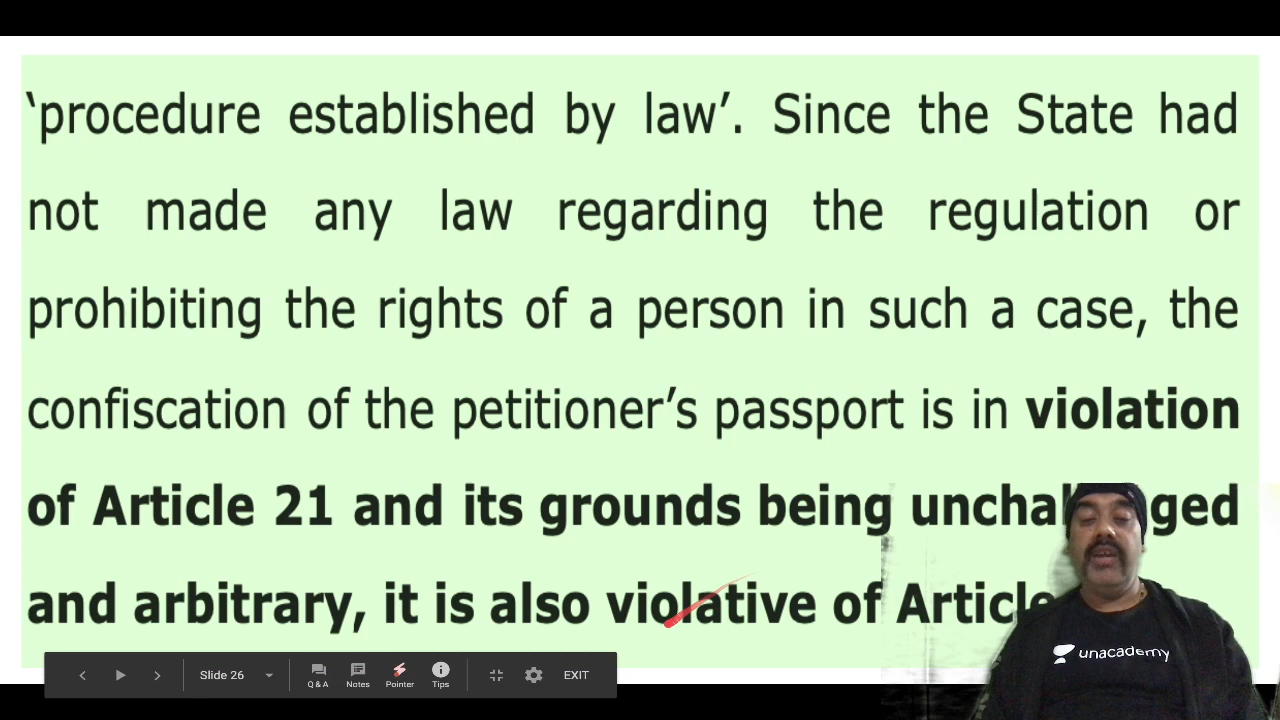 ‘procedure established by law’. Since the State had
not made any law regarding the regulation or
prohibiting the rights of a person in such a case, the
confiscation of the petitioner’s passport is in violation
of Article 21 and its grounds being
and arbitrary, it is also violative of
unacademy
Slide 26
Q & A
Notes
Pointer
Tips
EXIT